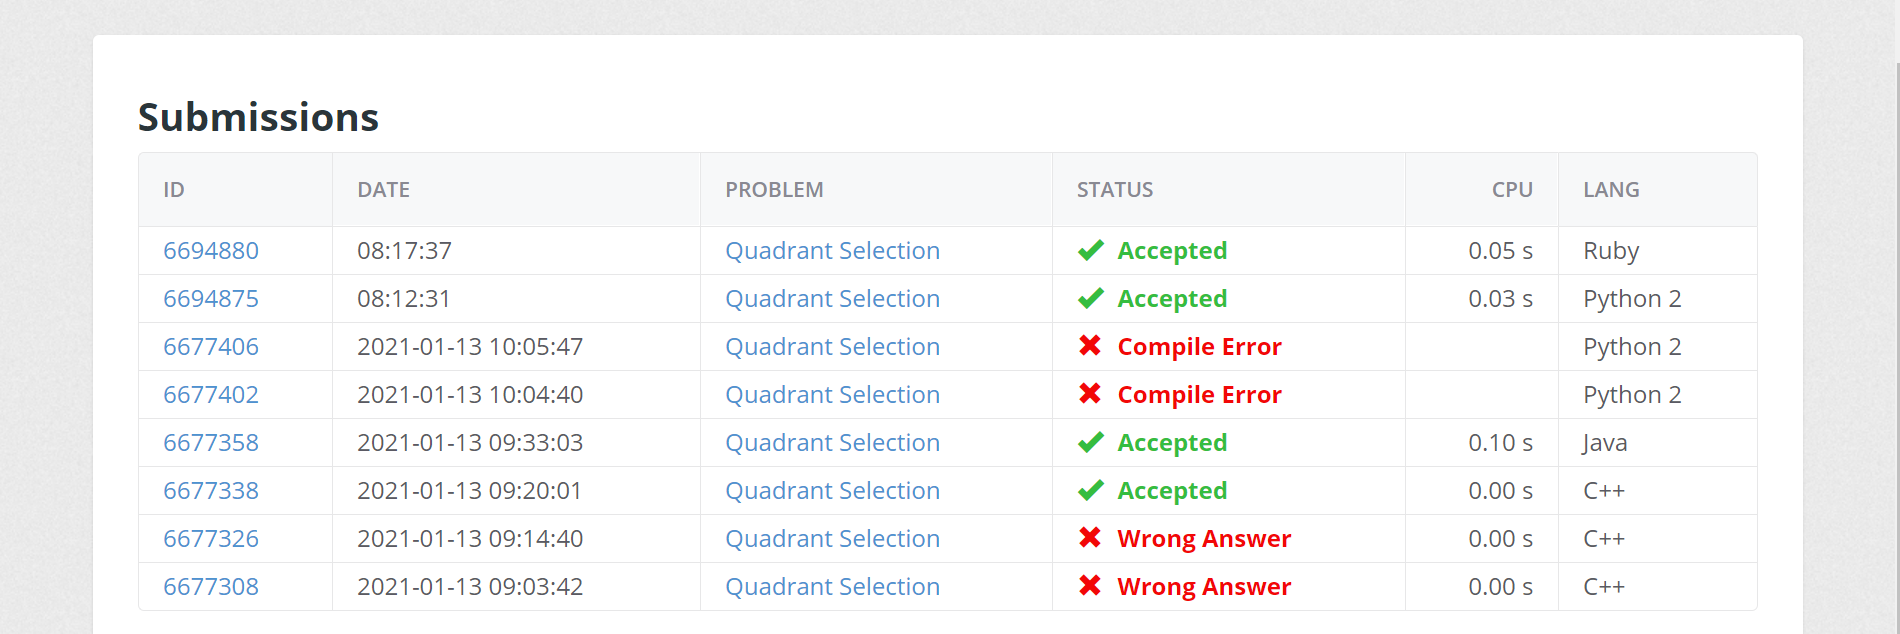 Submissions
ID DATE PROBLEM STATUS CPU LANG
6694880 08:17:37 Quadrant Selection Accepted 0.05 s Ruby
6694875 08:12:31 Quadrant Selection Accepted 0.03 s Python 2
6677406 2021-01-13 10:05:47 Quadrant Selection Compile Error Python 2
6677402 2021-01-13 10:04:40 Quadrant Selection Compile Error Python 2
6677358 2021-01-13 09:33:03 Quadrant Selection Accepted 0.10 s Java
6677338 2021-01-13 09:20:01 Quadrant Selection Accepted 0.00 s C++
6677326 2021-01-13 09:14:40 Quadrant Selection Wrong Answer 0.00 s C++
6677308 2021-01-13 09:03:42 Quadrant Selection Wrong Answer 0.00 s C++